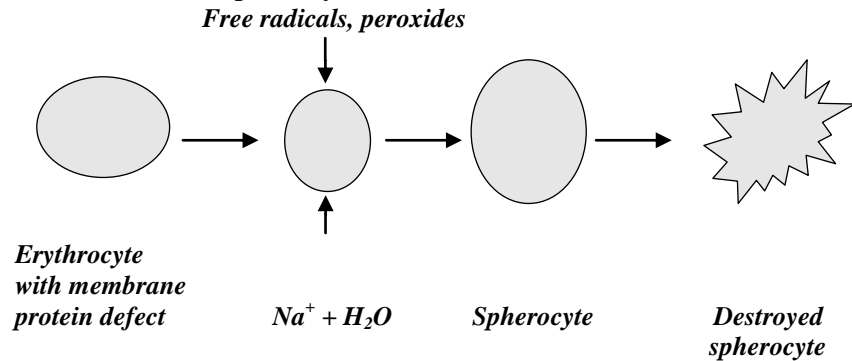 Free radicals, peroxides
Erythrocyte
with membrane
protein defect
Na⁺ + H₂O
Spherocyte
Destroyed
spherocyte